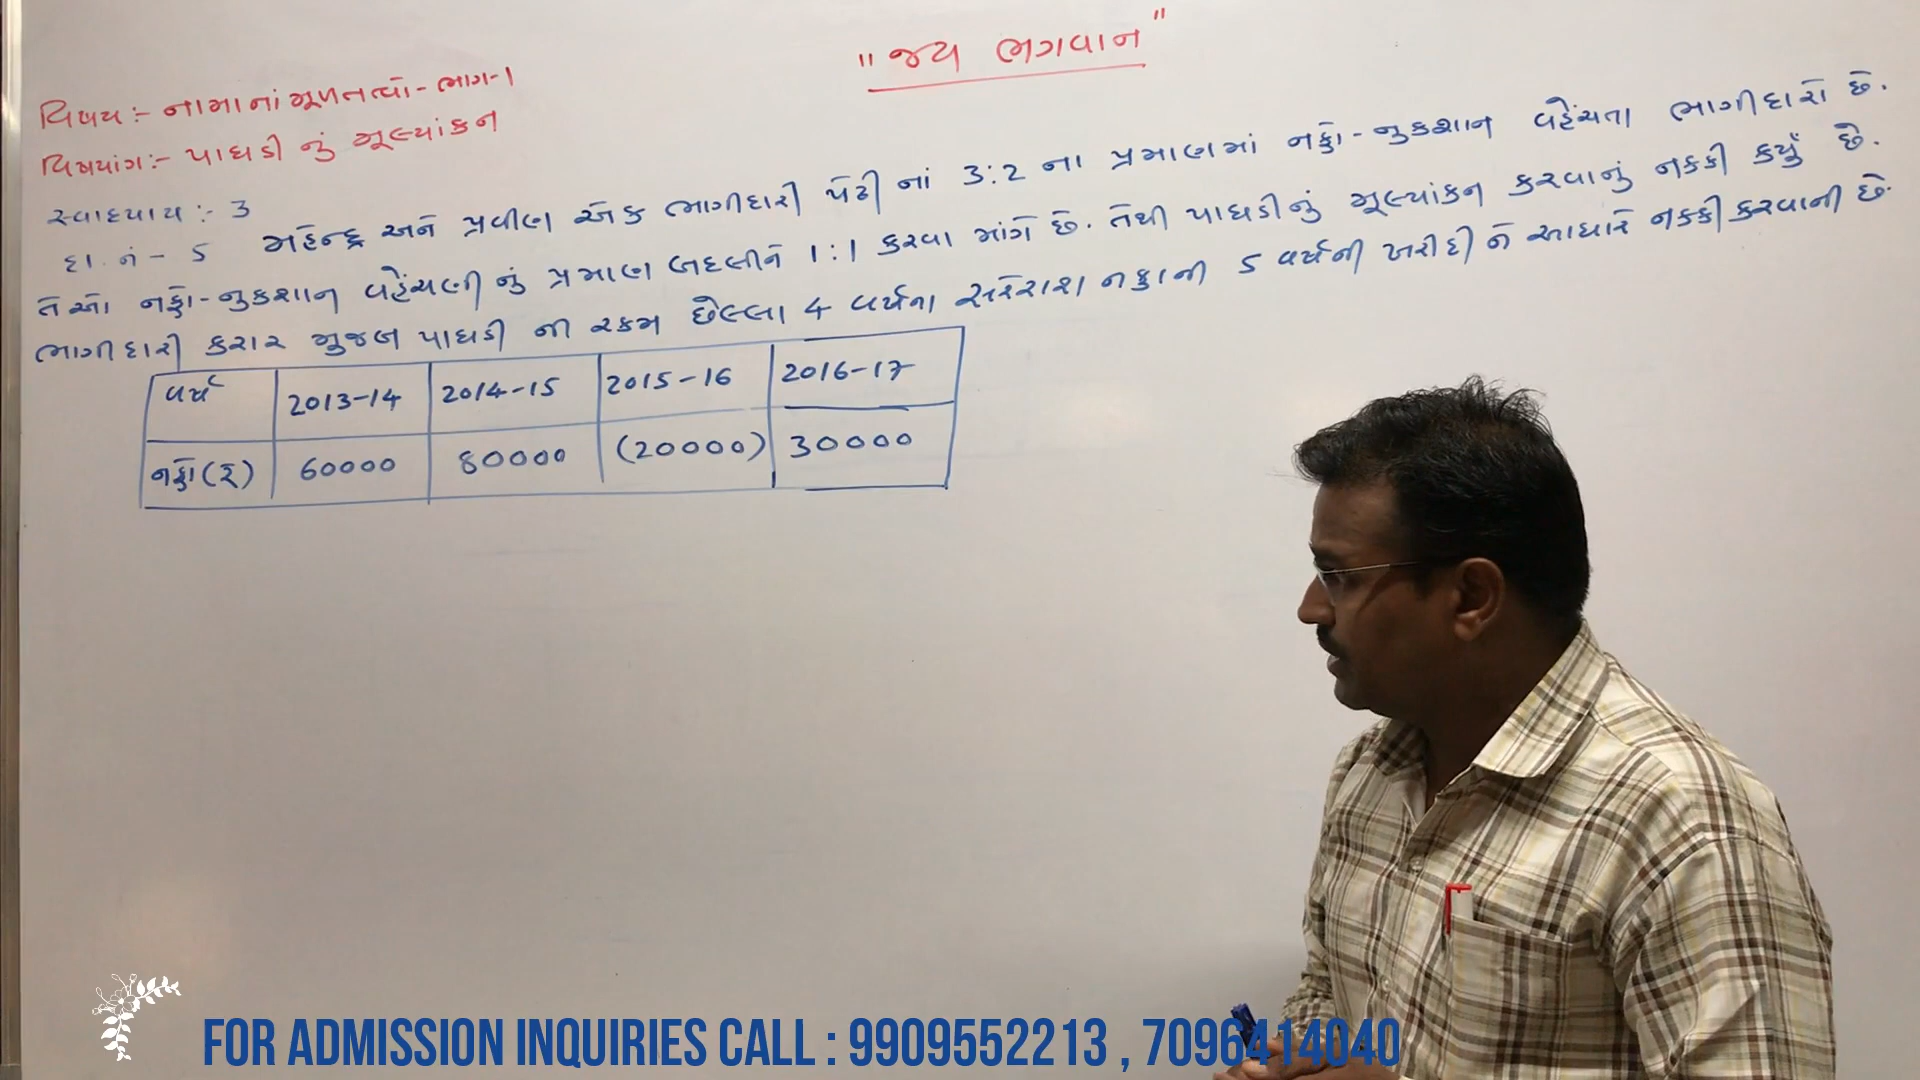 "જય ભગવાન"
વિષય:- નામાનાં મૂળતત્વો - ભાગ-1
વિષયાંગ:- પાઘડી નું મૂલ્યાંકન
સ્વાધ્યાય:- 3
દા.નં - 5 મહેન્દ્ર અને પ્રવીણ એક ભાગીદારી પેઢી નાં 3:2 ના પ્રમાણમાં નફો-નુકશાન વહેંચતા ભાગીદારો છે.
તેઓ નફો-નુકશાન વહેંચણી નું પ્રમાણ બદલીને 1:1 કરવા માંગે છે. તેથી પાઘડીનું મૂલ્યાંકન કરવાનું નક્કી કર્યું છે.
ભાગીદારી કરાર મુજબ પાઘડી ની રકમ છેલ્લા 4 વર્ષના સરેરાશ નફાની 5 વર્ષની ખરીદી ને આધારે નક્કી કરવાની છે.
વર્ષ 2013-14 2014-15 2015-16 2016-17
નફો (રૂ) 60000 80000 (20000) 30000
FOR ADMISSION INQUIRIES CALL : 9909552213 , 7096414040